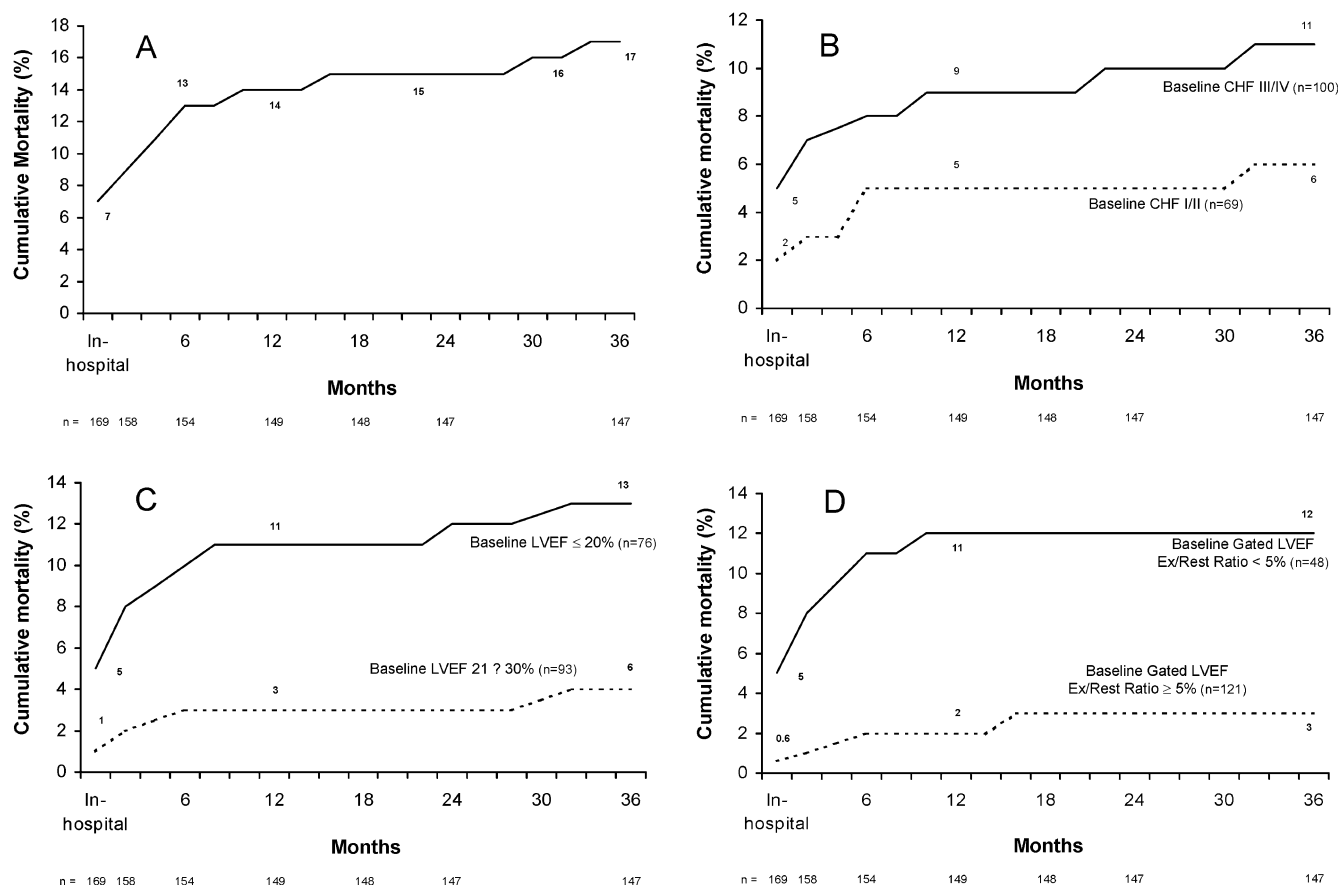 A
Cumulative Mortality (%)
18
16
14
12
10
8
6
4
2
0
7
13
14
15
16
17
In-hospital 6 12 18 24 30 36
Months
n = 169 158 154 149 148 147 147
B
Cumulative mortality (%)
12
10
8
6
4
2
0
11
9
Baseline CHF III/IV (n=100)
5
5
6
Baseline CHF I/II (n=69)
2
In-hospital 6 12 18 24 30 36
Months
n = 169 158 154 149 148 147 147
C
Cumulative mortality (%)
14
12
10
8
6
4
2
0
13
11
Baseline LVEF ≤ 20% (n=76)
5
Baseline LVEF 21 ? 30% (n=93)
6
3
1
In-hospital 6 12 18 24 30 36
Months
n = 169 158 154 149 148 147 147
D
Cumulative mortality (%)
14
12
10
8
6
4
2
0
12
11
Baseline Gated LVEF
Ex/Rest Ratio < 5% (n=48)
5
Baseline Gated LVEF
Ex/Rest Ratio ≥ 5% (n=121)
2
0.6
3
In-hospital 6 12 18 24 30 36
Months
n = 169 158 154 149 148 147 147